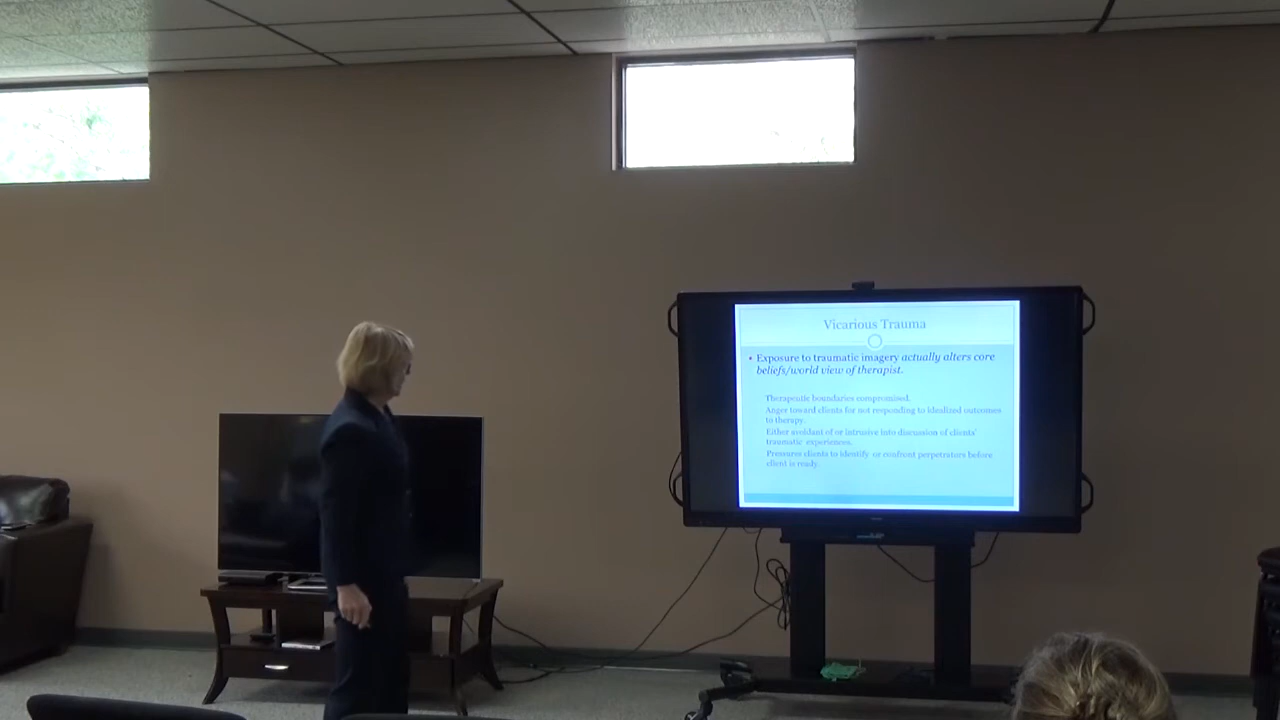 Vicarious Trauma
• Exposure to traumatic imagery actually alters core
beliefs/world view of therapist.
Therapeutic boundaries compromised.
Anger toward clients for not responding to idealized outcomes
to therapy.
Either avoidant of or intrusive into discussion of clients'
traumatic experiences.
Pressures clients to identify or confront perpetrators before
client is ready.